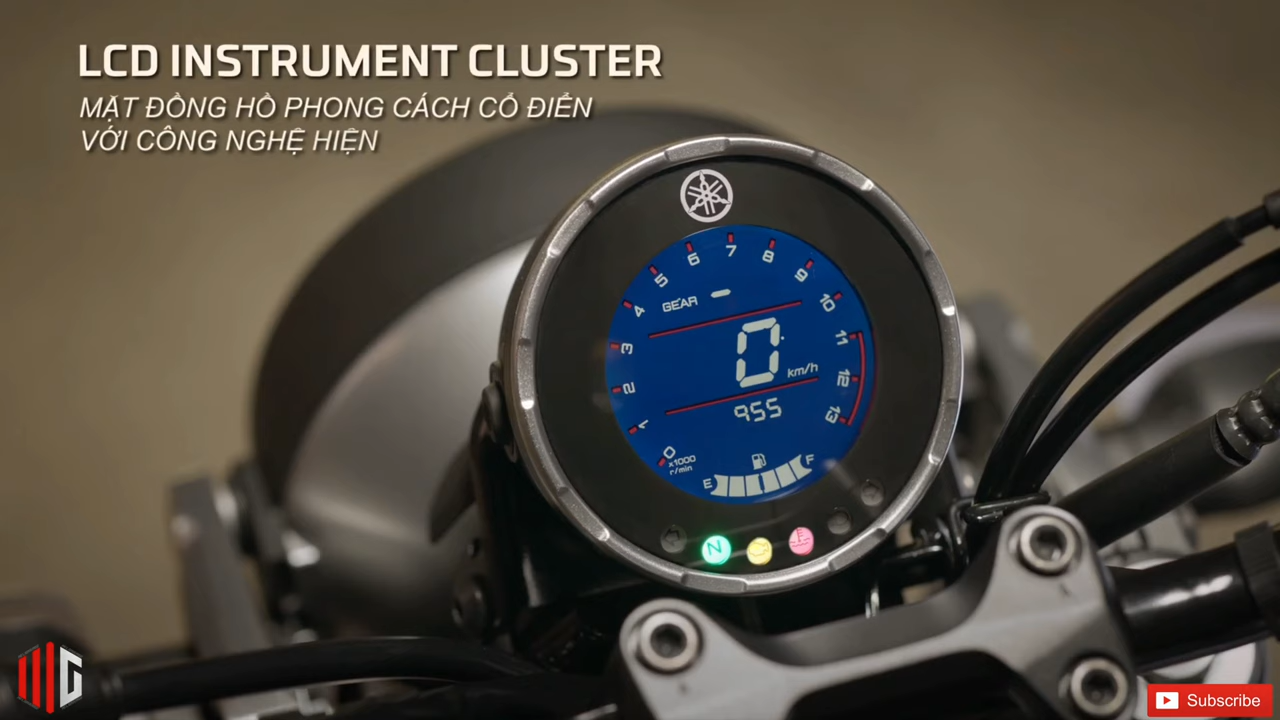 LCD INSTRUMENT CLUSTER
MẶT ĐỒNG HỒ PHONG CÁCH CỔ ĐIỂN
VỚI CÔNG NGHỆ HIỆN
7
6
8
5
9
4
GEAR -
10
3
0
11
km/h
2
12
955
1
13
0
x1000
r/min
E
F
N
MG
Subscribe